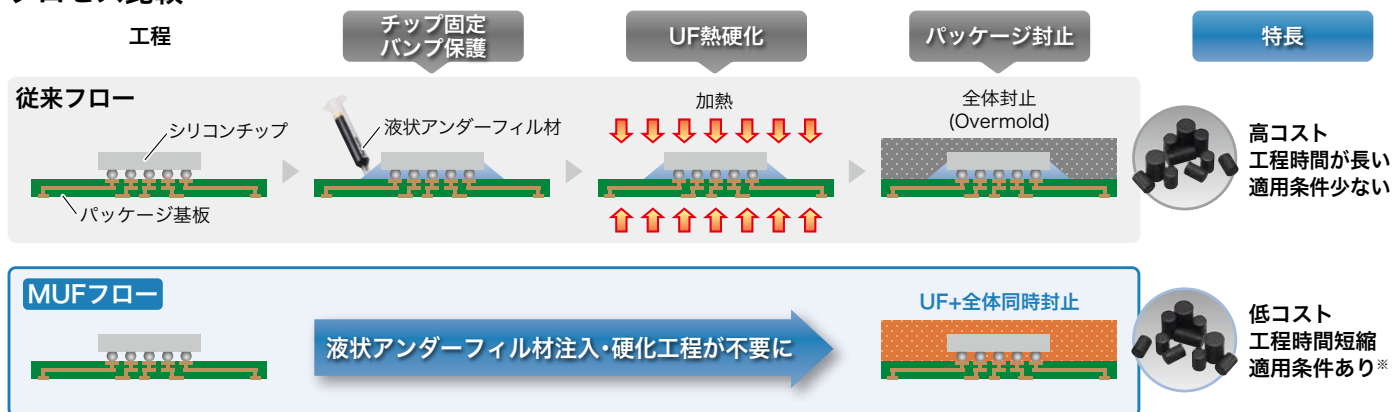 工程
チップ固定
バンプ保護
UF熱硬化
パッケージ封止
特長
従来フロー
シリコンチップ
パッケージ基板
液状アンダーフィル材
加熱
全体封止
(Overmold)
高コスト
工程時間が長い
適用条件少ない
MUFフロー
液状アンダーフィル材注入・硬化工程が不要に
UF+全体同時封止
低コスト
工程時間短縮
適用条件あり※